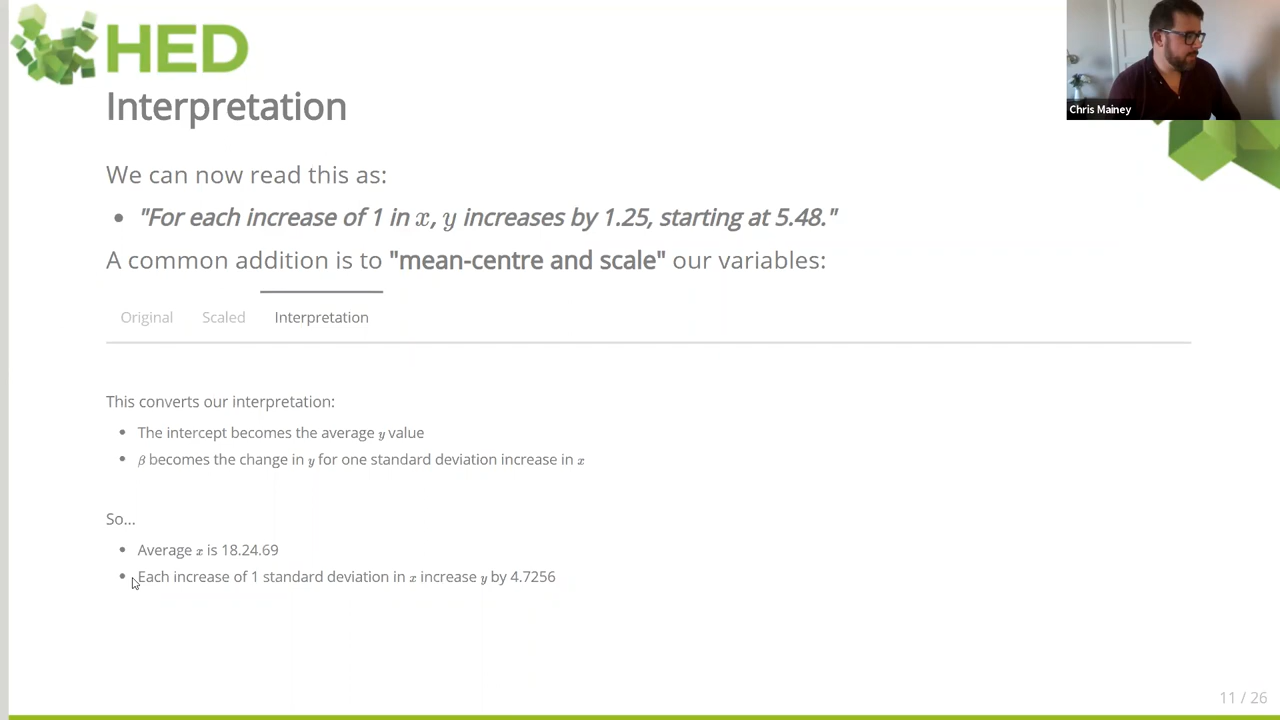 HED
Chris Mainey
Interpretation
We can now read this as:
"For each increase of 1 in x, y increases by 1.25, starting at 5.48."
A common addition is to "mean-centre and scale" our variables:
Original Scaled Interpretation
This converts our interpretation:
The intercept becomes the average y value
β becomes the change in y for one standard deviation increase in x
So...
Average x is 18.24.69
Each increase of 1 standard deviation in x increase y by 4.7256
11 / 26